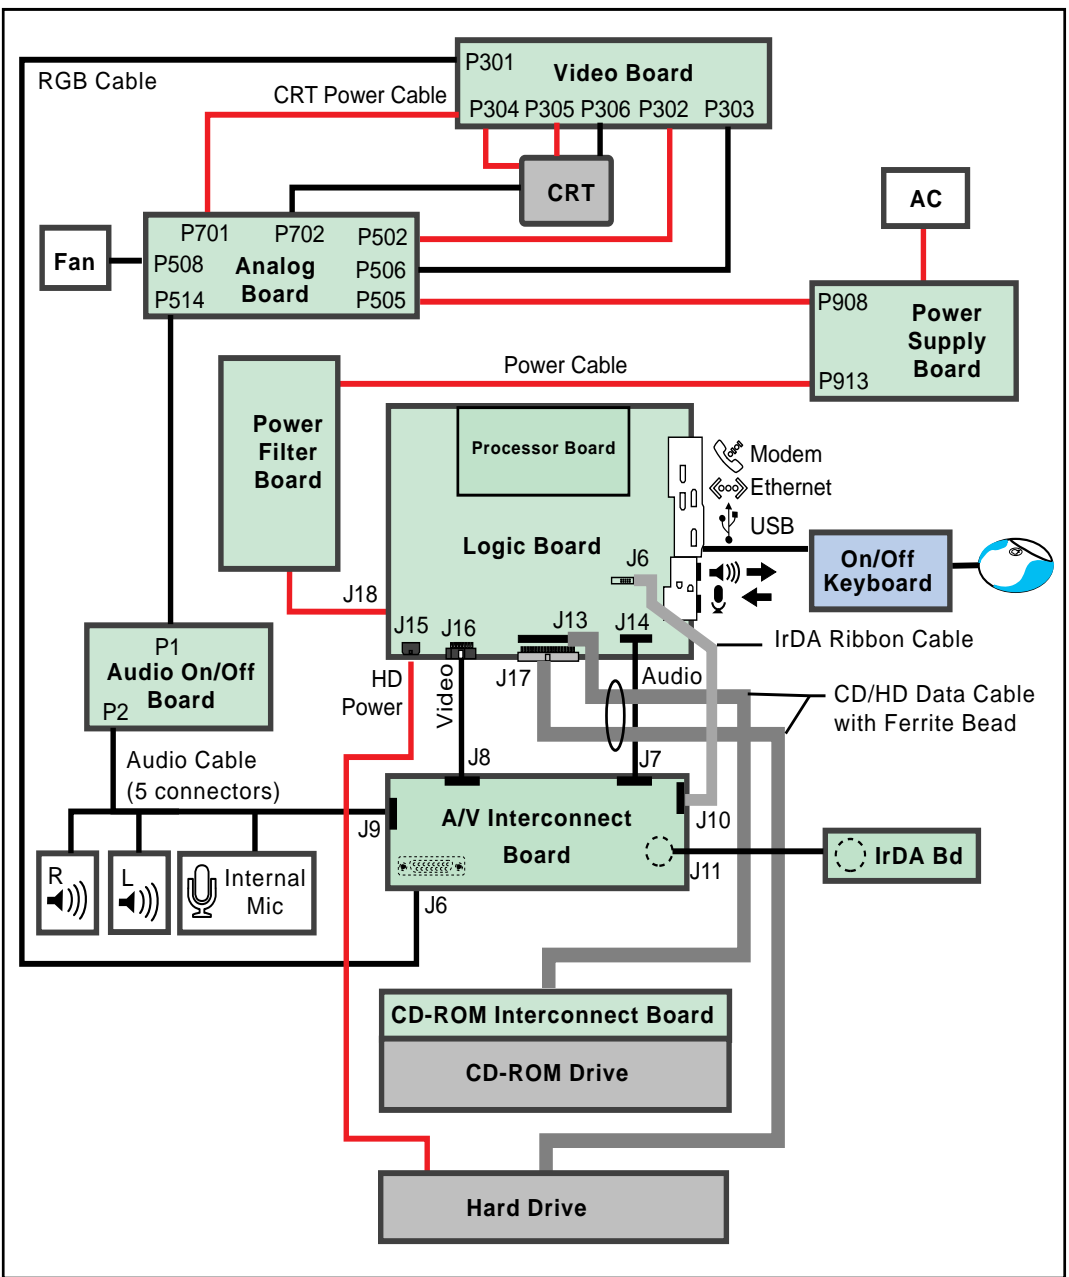 RGB Cable
P301
Video Board
CRT Power Cable
P304 P305 P306 P302 P303
CRT
AC
P701 P702 P502
Fan
P508
Analog
Board
P506
P514
P505
P908
Power
Supply
Board
P913
Power Cable
Power
Filter
Board
Processor Board
Modem
Ethernet
USB
Logic Board
J6
On/Off
Keyboard
J18
J15 J16 J13 J14
IrDA Ribbon Cable
P1
Audio On/Off
Board
P2
HD
Power
Video
J17
Audio
CD/HD Data Cable
with Ferrite Bead
Audio Cable
(5 connectors)
J8
J7
J9
A/V Interconnect
Board
J10
J11
IrDA Bd
R
L
Internal
Mic
J6
CD-ROM Interconnect Board
CD-ROM Drive
Hard Drive